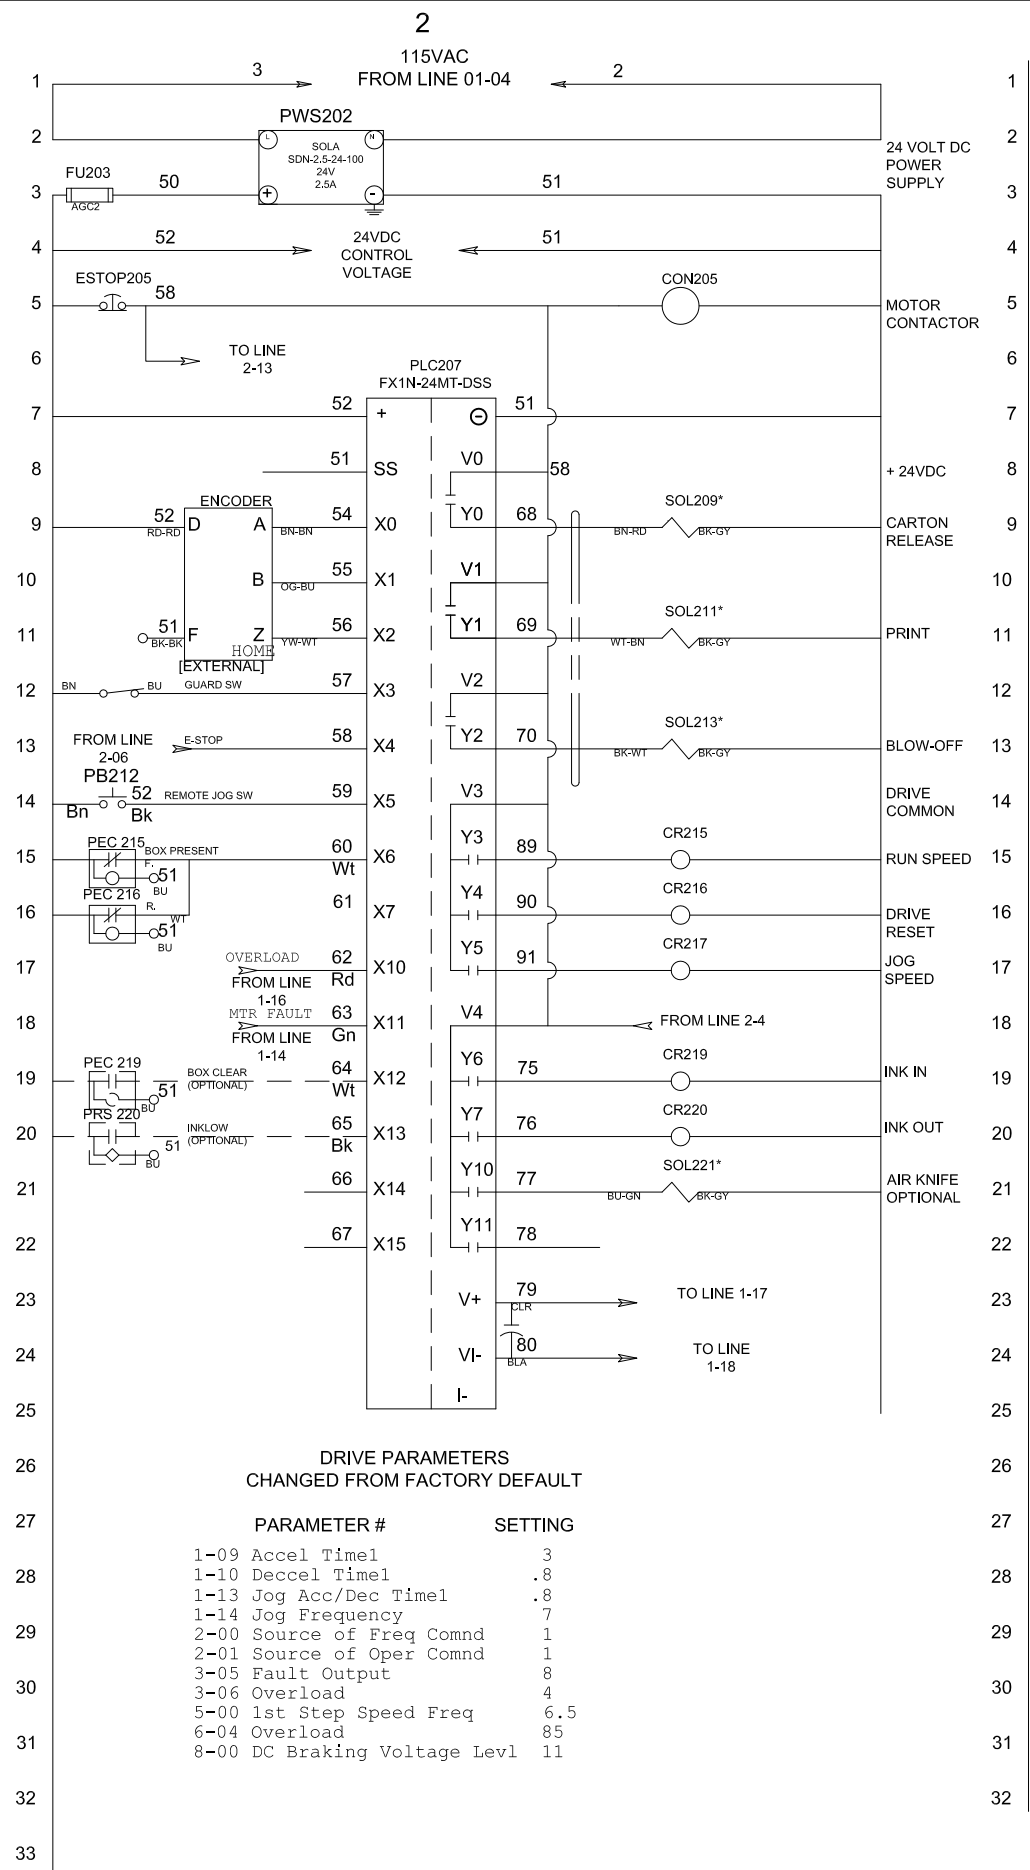 2
115VAC
1 3 FROM LINE 01-04 2 1
PWS202
2 L N 2
SOLA
SDN-2.5-24-100
24V
2.5A
24 VOLT DC
POWER
SUPPLY
FU203
3 50 + - 51 3
AGC2
4 52 24VDC 51 4
CONTROL
VOLTAGE
ESTOP205 CON205
5 58 MOTOR 5
CONTACTOR
6 TO LINE 6
2-13
PLC207
FX1N-24MT-DSS
7 52 + - 51 7
8 51 SS V0 58 + 24VDC 8
ENCODER SOL209*
9 52 D A 54 X0 Y0 68 CARTON 9
RD-RD BN-BN BN-RD BK-GY RELEASE
10 B 55 X1 V1 10
OG-BU
SOL211*
11 51 F Z 56 X2 Y1 69 PRINT 11
BK-BK YW-WT WT-BN BK-GY
HOME
[EXTERNAL]
12 BN BU GUARD SW 57 X3 V2 12
SOL213*
13 FROM LINE E-STOP 58 X4 Y2 70 BLOW-OFF 13
2-06 BK-WT BK-GY
PB212
14 52 REMOTE JOG SW 59 X5 V3 DRIVE 14
Bn Bk COMMON
PEC 215 BOX PRESENT Y3 CR215
15 F. 60 X6 89 RUN SPEED 15
51 Wt
BU
PEC 216 Y4 CR216
16 R. 61 X7 90 DRIVE 16
WT RESET
51
BU
OVERLOAD Y5 CR217
17 62 X10 91 JOG 17
FROM LINE Rd SPEED
1-16
18 MTR FAULT 63 X11 V4 FROM LINE 2-4 18
FROM LINE Gn
1-14
PEC 219 Y6 CR219
19 BOX CLEAR 64 X12 75 INK IN 19
51 (OPTIONAL) Wt
BU
PRS 220 Y7 CR220
20 INKLOW 65 X13 76 INK OUT 20
51 (OPTIONAL) Bk
BU
SOL221*
21 66 X14 Y10 77 AIR KNIFE 21
BU-GN BK-GY OPTIONAL
22 67 X15 Y11 78 22
23 V+ 79 TO LINE 1-17 23
CLR
24 VI- 80 TO LINE 24
BLA 1-18
I-
25 25
DRIVE PARAMETERS
26 26
CHANGED FROM FACTORY DEFAULT
27 PARAMETER # SETTING 27
1-09 Accel Time1 3
28 1-10 Deccel Time1 .8 28
1-13 Jog Acc/Dec Time1 .8
1-14 Jog Frequency 7
29 2-00 Source of Freq Comnd 1 29
2-01 Source of Oper Comnd 1
3-05 Fault Output 8
30 3-06 Overload 4 30
5-00 1st Step Speed Freq 6.5
6-04 Overload 85
31 8-00 DC Braking Voltage Levl 11 31
32 32
33